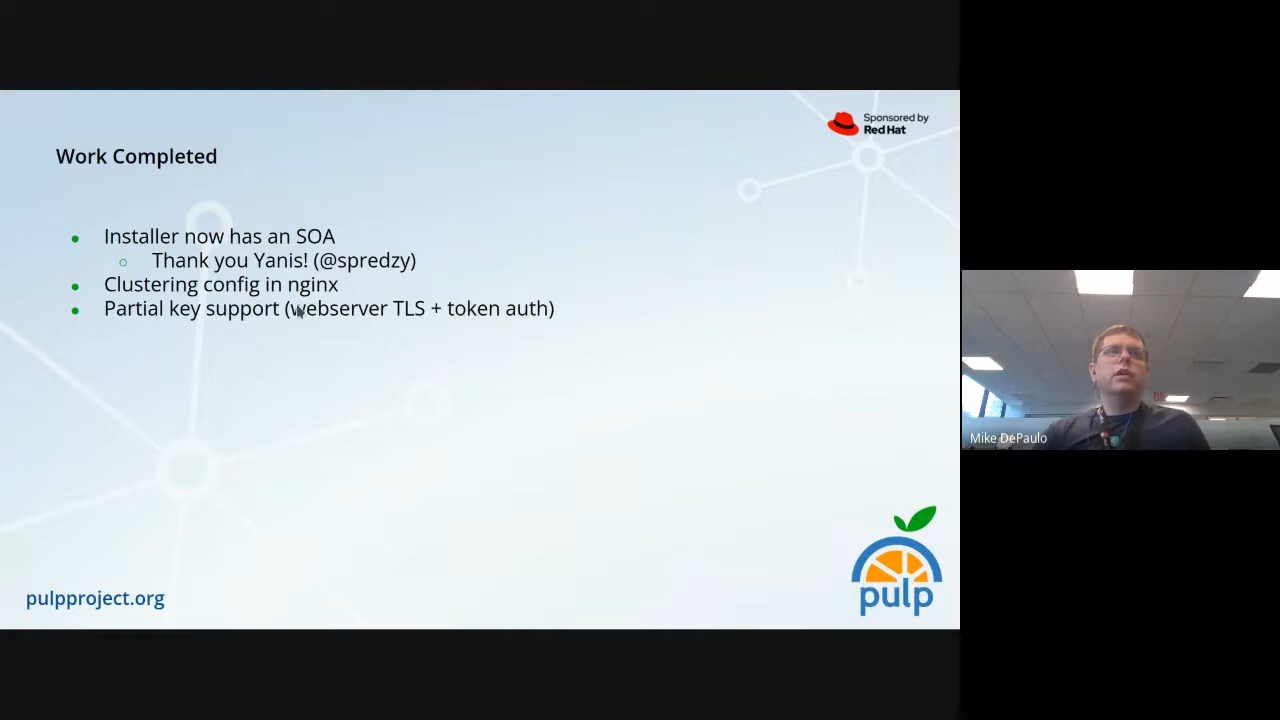 Sponsored by
Red Hat
Work Completed
Installer now has an SOA
Thank you Yanis! (@spredzy)
Clustering config in nginx
Partial key support (webserver TLS + token auth)
Mike DePaulo
pulpproject.org
pulp